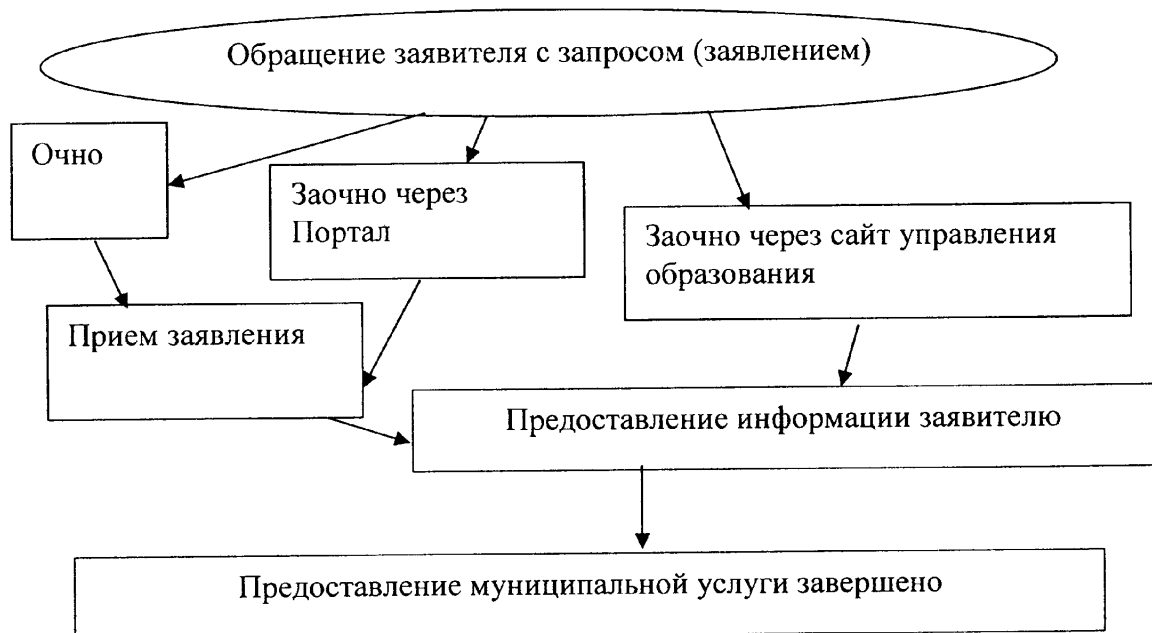 Обращение заявителя с запросом (заявлением)
Очно
Заочно через
Портал
Заочно через сайт управления
образования
Прием заявления
Предоставление информации заявителю
Предоставление муниципальной услуги завершено